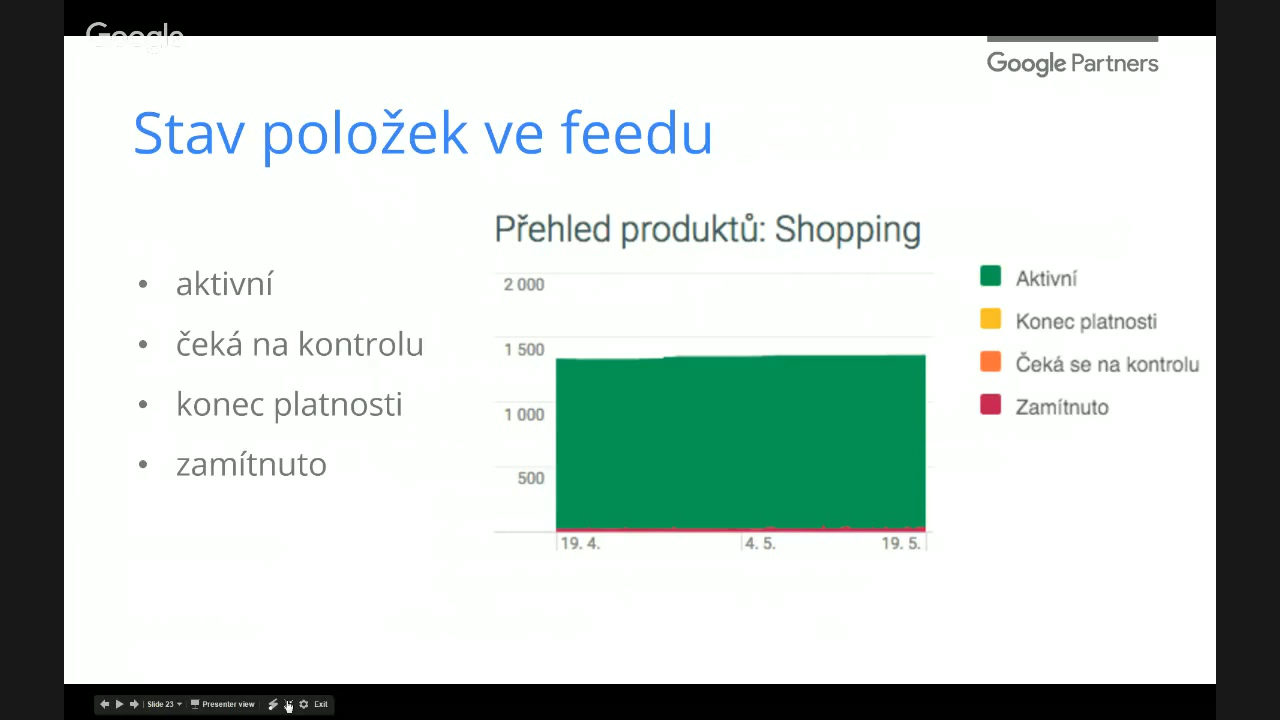 Google
Google Partners
Stav položek ve feedu
• aktivní
• čeká na kontrolu
• konec platnosti
• zamítnuto
Přehled produktů: Shopping
2 000
1 500
1 000
500
19. 4.
4. 5.
19. 5.
Aktivní
Konec platnosti
Čeká se na kontrolu
Zamítnuto
Slide 23 Presenter view Exit